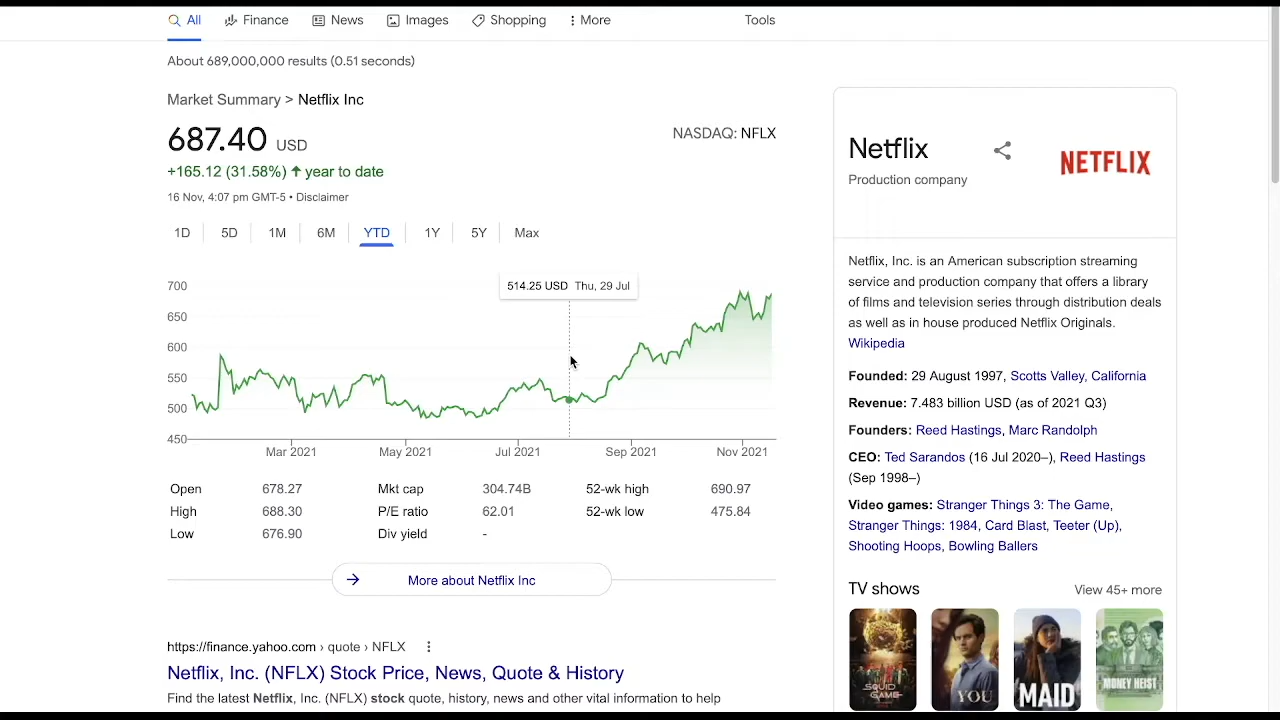 All
Finance
News
Images
Shopping
More
Tools
About 689,000,000 results (0.51 seconds)
Market Summary > Netflix Inc
687.40 USD
NASDAQ: NFLX
+165.12 (31.58%) ↑ year to date
16 Nov, 4:07 pm GMT-5 • Disclaimer
1D
5D
1M
6M
YTD
1Y
5Y
Max
514.25 USD Thu, 29 Jul
700
650
600
550
500
450
Mar 2021
May 2021
Jul 2021
Sep 2021
Nov 2021
Open 678.27
Mkt cap 304.74B
52-wk high 690.97
High 688.30
P/E ratio 62.01
52-wk low 475.84
Low 676.90
Div yield -
More about Netflix Inc
https://finance.yahoo.com › quote › NFLX
Netflix, Inc. (NFLX) Stock Price, News, Quote & History
Find the latest Netflix, Inc. (NFLX) stock quote, history, news and other vital information to help
Netflix
NETFLIX
Production company
Netflix, Inc. is an American subscription streaming
service and production company that offers a library
of films and television series through distribution deals
as well as in house produced Netflix Originals.
Wikipedia
Founded: 29 August 1997, Scotts Valley, California
Revenue: 7.483 billion USD (as of 2021 Q3)
Founders: Reed Hastings, Marc Randolph
CEO: Ted Sarandos (16 Jul 2020–), Reed Hastings
(Sep 1998–)
Video games: Stranger Things 3: The Game,
Stranger Things: 1984, Card Blast, Teeter (Up),
Shooting Hoops, Bowling Ballers
TV shows
View 45+ more
SQUID GAME
YOU
MAID
MONEY HEIST